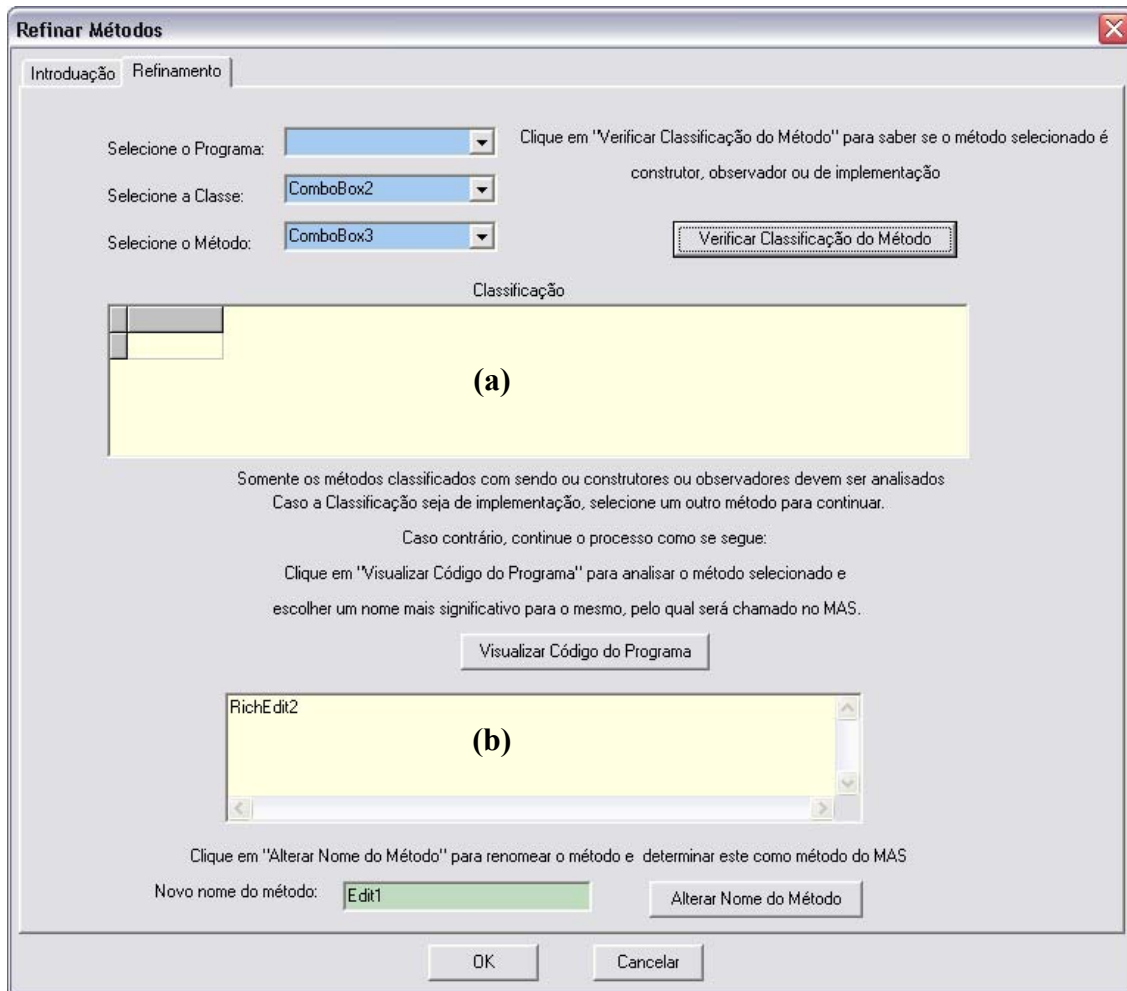 Refinar Métodos
Introduação Refinamento
Selecione o Programa:
Clique em "Verificar Classificação do Método" para saber se o método selecionado é
construtor, observador ou de implementação
Selecione a Classe: ComboBox2
Selecione o Método: ComboBox3
Verificar Classificação do Método
Classificação
(a)
Somente os métodos classificados com sendo ou construtores ou observadores devem ser analisados
Caso a Classificação seja de implementação, selecione um outro método para continuar.
Caso contrário, continue o processo como se segue:
Clique em "Visualizar Código do Programa" para analisar o método selecionado e
escolher um nome mais significativo para o mesmo, pelo qual será chamado no MAS.
Visualizar Código do Programa
RichEdit2
(b)
Clique em "Alterar Nome do Método" para renomear o método e determinar este como método do MAS
Novo nome do método: Edit1 Alterar Nome do Método
OK Cancelar